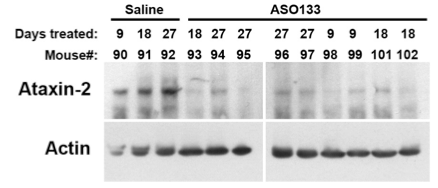 Saline ASO133
Days treated: 9 18 27 18 27 27 27 27 9 9 18 18
Mouse#: 90 91 92 93 94 95 96 97 98 99 101 102
Ataxin-2
Actin